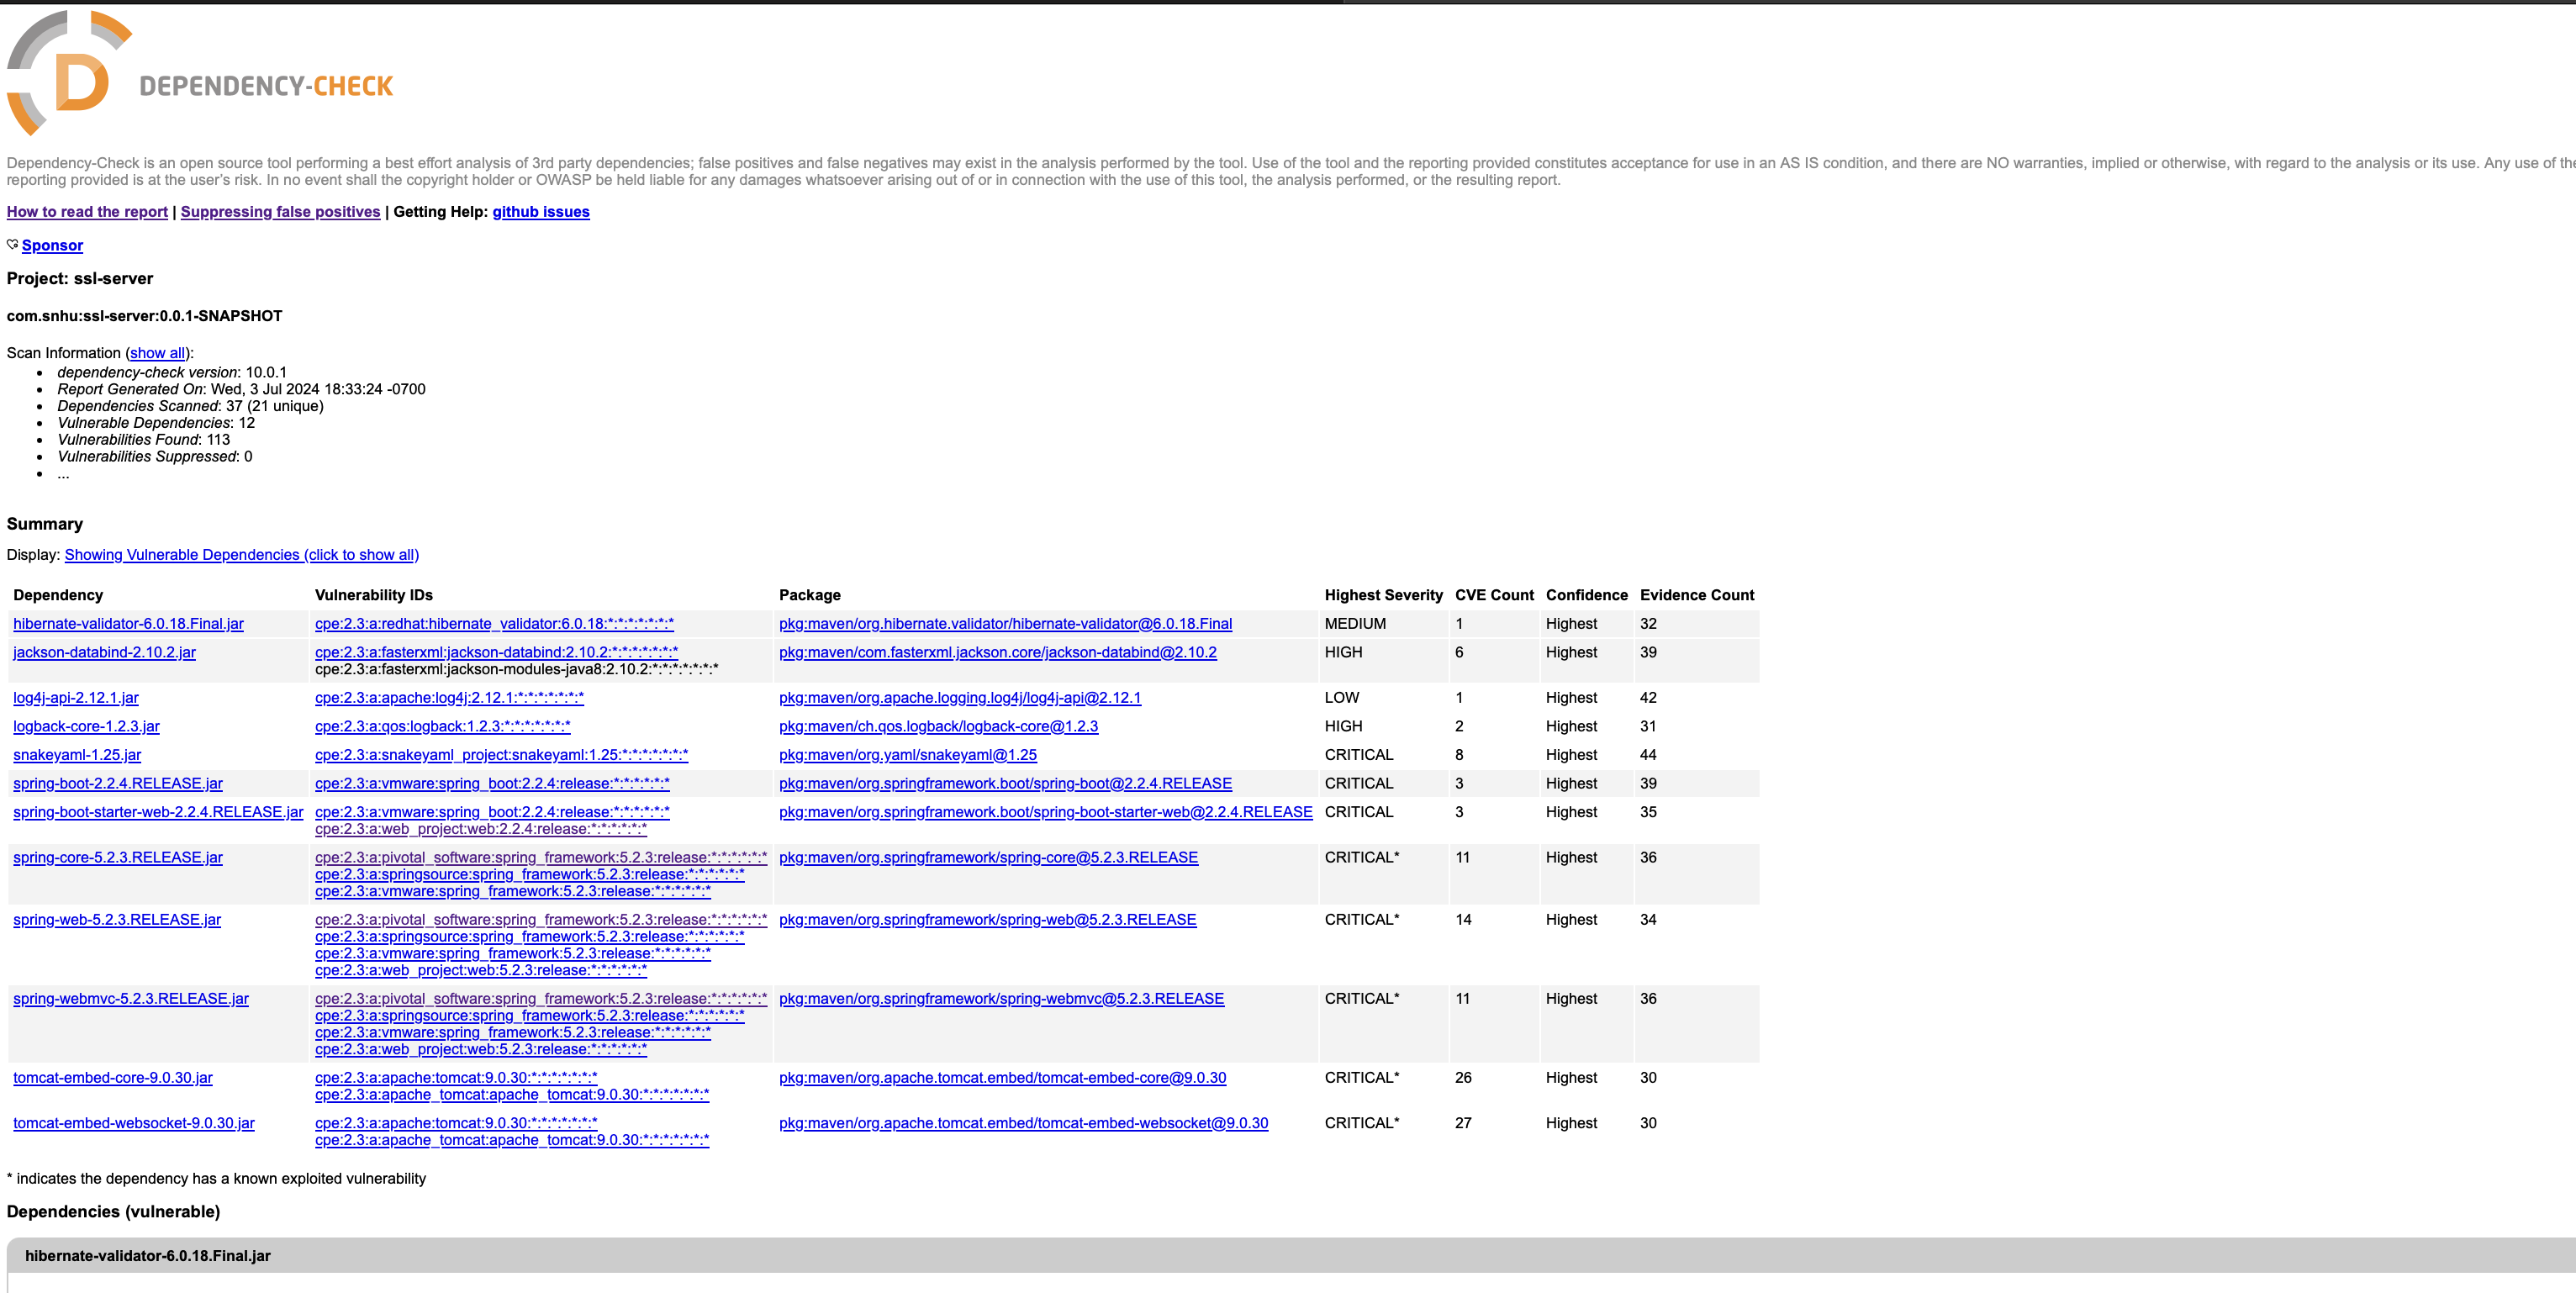 D
DEPENDENCY-CHECK
Dependency-Check is an open source tool performing a best effort analysis of 3rd party dependencies; false positives and false negatives may exist in the analysis performed by the tool. Use of the tool and the reporting provided constitutes acceptance for use in an AS IS condition, and there are NO warranties, implied or otherwise, with regard to the analysis or its use. Any use of the
reporting provided is at the user's risk. In no event shall the copyright holder or OWASP be held liable for any damages whatsoever arising out of or in connection with the use of this tool, the analysis performed, or the resulting report.
How to read the report | Suppressing false positives | Getting Help: github issues
Sponsor
Project: ssl-server
com.snhu:ssl-server:0.0.1-SNAPSHOT
Scan Information (show all):
• dependency-check version: 10.0.1
• Report Generated On: Wed, 3 Jul 2024 18:33:24 -0700
• Dependencies Scanned: 37 (21 unique)
• Vulnerable Dependencies: 12
• Vulnerabilities Found: 113
• Vulnerabilities Suppressed: 0
• ...
Summary
Display: Showing Vulnerable Dependencies (click to show all)
Dependency Vulnerability IDs Package Highest Severity CVE Count Confidence Evidence Count
hibernate-validator-6.0.18.Final.jar cpe:2.3:a:redhat:hibernate_validator:6.0.18:*:*:*:*:*:*:* pkg:maven/org.hibernate.validator/hibernate-validator@6.0.18.Final MEDIUM 1 Highest 32
jackson-databind-2.10.2.jar cpe:2.3:a:fasterxml:jackson-databind:2.10.2:*:*:*:*:*:*:* pkg:maven/com.fasterxml.jackson.core/jackson-databind@2.10.2 HIGH 6 Highest 39
cpe:2.3:a:fasterxml:jackson-modules-java8:2.10.2:*:*:*:*:*:*:*
log4j-api-2.12.1.jar cpe:2.3:a:apache:log4j:2.12.1:*:*:*:*:*:*:* pkg:maven/org.apache.logging.log4j/log4j-api@2.12.1 LOW 1 Highest 42
logback-core-1.2.3.jar cpe:2.3:a:qos:logback:1.2.3:*:*:*:*:*:*:* pkg:maven/ch.qos.logback/logback-core@1.2.3 HIGH 2 Highest 31
snakeyaml-1.25.jar cpe:2.3:a:snakeyaml_project:snakeyaml:1.25:*:*:*:*:*:*:* pkg:maven/org.yaml/snakeyaml@1.25 CRITICAL 8 Highest 44
spring-boot-2.2.4.RELEASE.jar cpe:2.3:a:vmware:spring_boot:2.2.4:release:*:*:*:*:*:* pkg:maven/org.springframework.boot/spring-boot@2.2.4.RELEASE CRITICAL 3 Highest 39
spring-boot-starter-web-2.2.4.RELEASE.jar cpe:2.3:a:vmware:spring_boot:2.2.4:release:*:*:*:*:*:* pkg:maven/org.springframework.boot/spring-boot-starter-web@2.2.4.RELEASE CRITICAL 3 Highest 35
cpe:2.3:a:web_project:web:2.2.4:release:*:*:*:*:*:*
spring-core-5.2.3.RELEASE.jar cpe:2.3:a:pivotal_software:spring_framework:5.2.3:release:*:*:*:*:*:* pkg:maven/org.springframework/spring-core@5.2.3.RELEASE CRITICAL* 11 Highest 36
cpe:2.3:a:springsource:spring_framework:5.2.3:release:*:*:*:*:*:*
cpe:2.3:a:vmware:spring_framework:5.2.3:release:*:*:*:*:*:*
spring-web-5.2.3.RELEASE.jar cpe:2.3:a:pivotal_software:spring_framework:5.2.3:release:*:*:*:*:*:* pkg:maven/org.springframework/spring-web@5.2.3.RELEASE CRITICAL* 14 Highest 34
cpe:2.3:a:springsource:spring_framework:5.2.3:release:*:*:*:*:*:*
cpe:2.3:a:vmware:spring_framework:5.2.3:release:*:*:*:*:*:*
cpe:2.3:a:web_project:web:5.2.3:release:*:*:*:*:*:*
spring-webmvc-5.2.3.RELEASE.jar cpe:2.3:a:pivotal_software:spring_framework:5.2.3:release:*:*:*:*:*:* pkg:maven/org.springframework/spring-webmvc@5.2.3.RELEASE CRITICAL* 11 Highest 36
cpe:2.3:a:springsource:spring_framework:5.2.3:release:*:*:*:*:*:*
cpe:2.3:a:vmware:spring_framework:5.2.3:release:*:*:*:*:*:*
cpe:2.3:a:web_project:web:5.2.3:release:*:*:*:*:*:*
tomcat-embed-core-9.0.30.jar cpe:2.3:a:apache:tomcat:9.0.30:*:*:*:*:*:*:* pkg:maven/org.apache.tomcat.embed/tomcat-embed-core@9.0.30 CRITICAL* 26 Highest 30
cpe:2.3:a:apache_tomcat:apache_tomcat:9.0.30:*:*:*:*:*:*:*
tomcat-embed-websocket-9.0.30.jar cpe:2.3:a:apache:tomcat:9.0.30:*:*:*:*:*:*:* pkg:maven/org.apache.tomcat.embed/tomcat-embed-websocket@9.0.30 CRITICAL* 27 Highest 30
cpe:2.3:a:apache_tomcat:apache_tomcat:9.0.30:*:*:*:*:*:*:*
* indicates the dependency has a known exploited vulnerability
Dependencies (vulnerable)
hibernate-validator-6.0.18.Final.jar